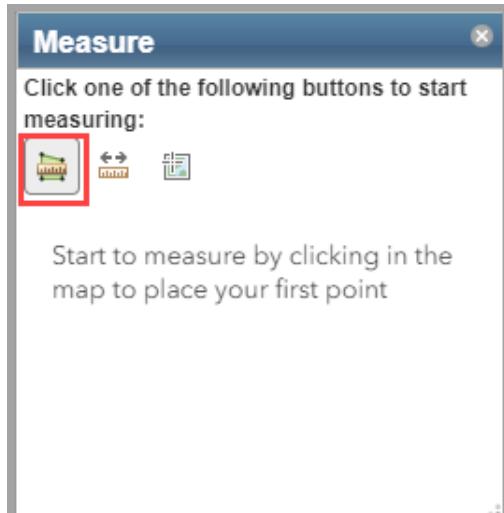 Measure
Click one of the following buttons to start
measuring:
Start to measure by clicking in the
map to place your first point